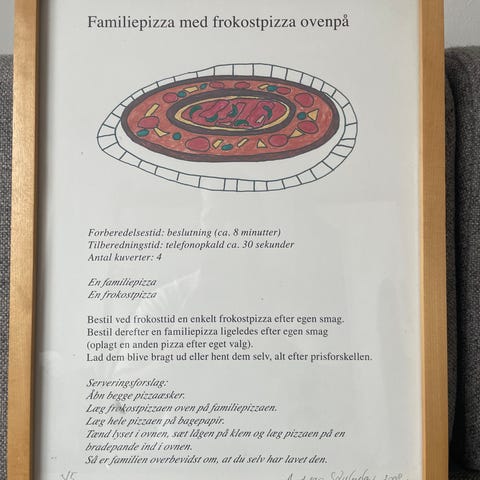 Familiepizza med frokostpizza ovenpå
Forberedelsestid: beslutning (ca. 8 minutter)
Tilberedningstid: telefonopkald ca. 30 sekunder
Antal kuverter: 4
En familiepizza
En frokostpizza
Bestil ved frokosttid en enkelt frokostpizza efter egen smag.
Bestil derefter en familiepizza ligeledes efter egen smag
(oplagt en anden pizza efter eget valg).
Lad dem blive bragt ud eller hent dem selv, alt efter prisforskellen.
Serveringsforslag:
Åbn begge pizzaæsker.
Læg frokostpizzaen oven på familiepizzaen.
Læg hele pizzaen på bagepapir.
Tænd lyset i ovnen, sæt lågen på klem og læg pizzaen på en
bradepande ind i ovnen.
Så er familien overbevidst om, at du selv har lavet den.